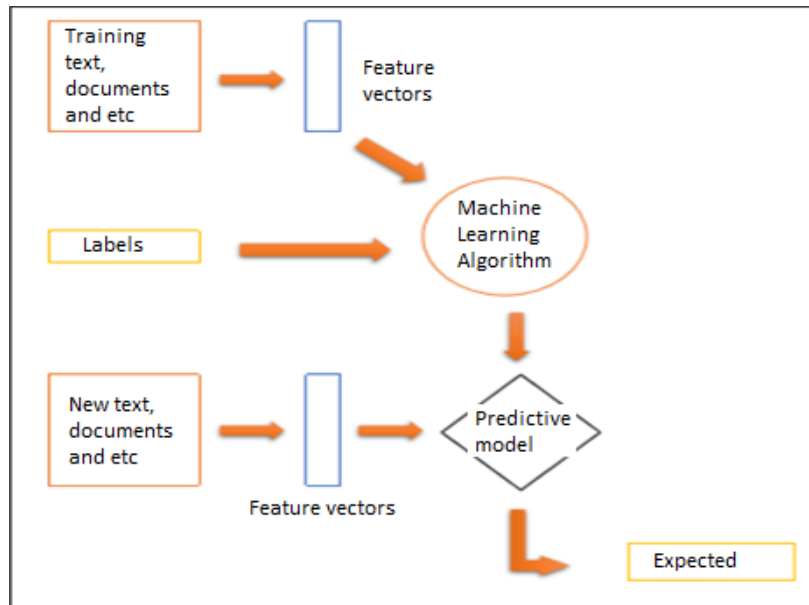 Training
text,
documents
and etc
Feature
vectors
Machine
Learning
Algorithm
Labels
New text,
documents
and etc
Feature vectors
Predictive
model
Expected